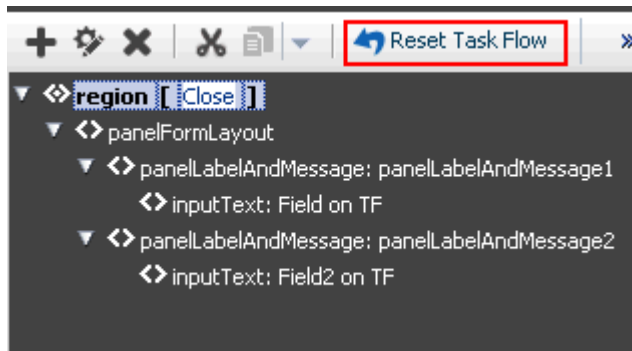 Reset Task Flow
region [ Close ]
panelFormLayout
panelLabelAndMessage: panelLabelAndMessage1
inputText: Field on TF
panelLabelAndMessage: panelLabelAndMessage2
inputText: Field2 on TF